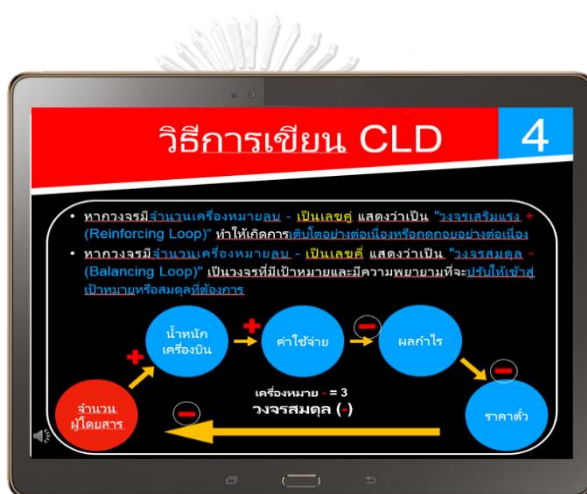 วิธีการเขียน CLD
4
• หากวงจรมีจำนวนเครื่องหมายลบ - เป็นเลขคู่ แสดงว่าเป็น "วงจรเสริมแรง +
(Reinforcing Loop)" ทำให้เกิดการเติบโตอย่างต่อเนื่องหรือถดถอยอย่างต่อเนื่อง
• หากวงจรมีจำนวนเครื่องหมายลบ - เป็นเลขคี่ แสดงว่าเป็น "วงจรสมดุล -
(Balancing Loop)" เป็นวงจรที่มีเป้าหมายและมีความพยายามที่จะปรับให้เข้าสู่
เป้าหมายหรือสมดุลที่ต้องการ
น้ำหนัก
เครื่องบิน
ค่าใช้จ่าย
ผลกำไร
ราคาตั๋ว
จำนวน
ผู้โดยสาร
+
+
-
-
-
เครื่องหมาย - = 3
วงจรสมดุล (-)